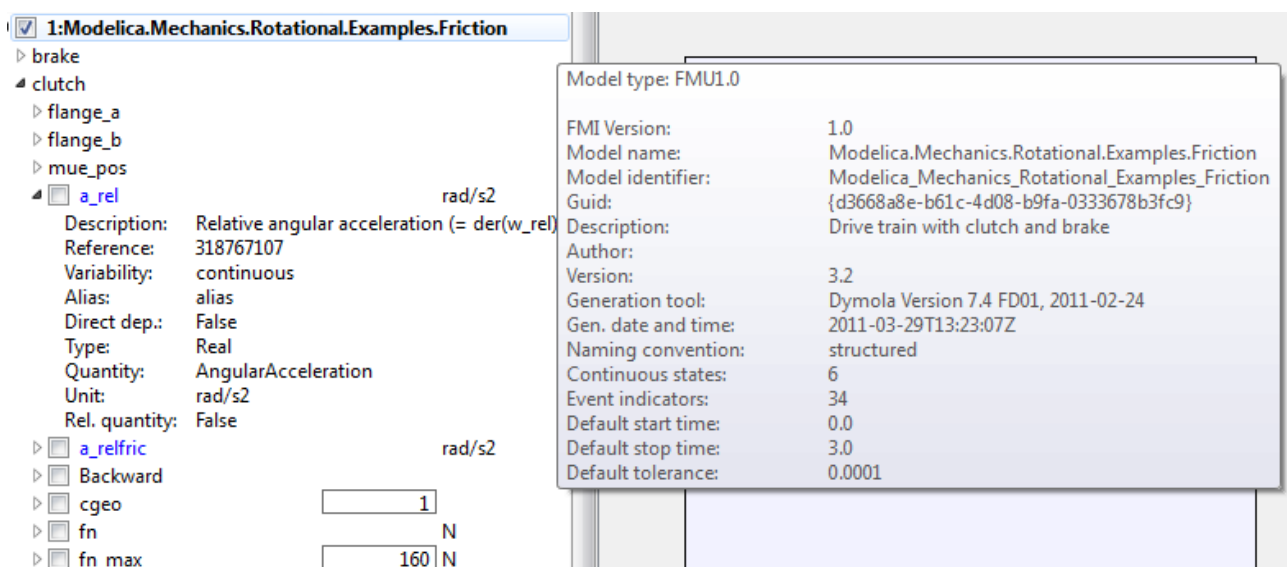 1:Modelica.Mechanics.Rotational.Examples.Friction
brake
clutch
flange_a
flange_b
mue_pos
a_rel rad/s2
Description: Relative angular acceleration (= der(w_rel)
Reference: 318767107
Variability: continuous
Alias: alias
Direct dep.: False
Type: Real
Quantity: AngularAcceleration
Unit: rad/s2
Rel. quantity: False
a_relfric rad/s2
Backward
cgeo 1
fn N
fn_max 160 N
Model type: FMU1.0
FMI Version: 1.0
Model name: Modelica.Mechanics.Rotational.Examples.Friction
Model identifier: Modelica_Mechanics_Rotational_Examples_Friction
Guid: {d3668a8e-b61c-4d08-b9fa-0333678b3fc9}
Description: Drive train with clutch and brake
Author:
Version: 3.2
Generation tool: Dymola Version 7.4 FD01, 2011-02-24
Gen. date and time: 2011-03-29T13:23:07Z
Naming convention: structured
Continuous states: 6
Event indicators: 34
Default start time: 0.0
Default stop time: 3.0
Default tolerance: 0.0001